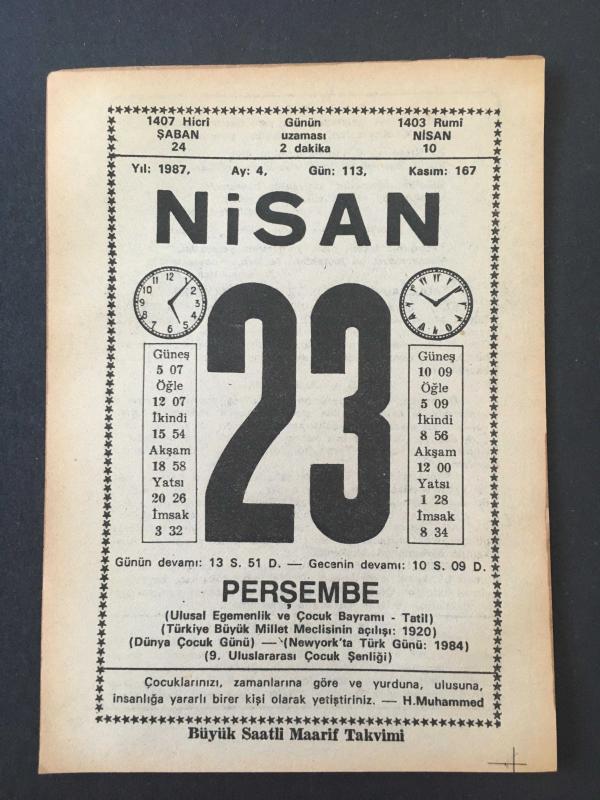 1407 Hicrî
ŞABAN
24
Günün
uzaması
2 dakika
1403 Rumî
NİSAN
10
Yıl: 1987, Ay: 4, Gün: 113, Kasım: 167
NiSAN
23
Güneş
5 07
Öğle
12 07
İkindi
15 54
Akşam
18 58
Yatsı
20 26
İmsak
3 32
Güneş
10 09
Öğle
5 09
İkindi
8 56
Akşam
12 00
Yatsı
1 28
İmsak
8 34
Günün devamı: 13 S. 51 D. — Gecenin devamı: 10 S. 09 D.
PERŞEMBE
(Ulusal Egemenlik ve Çocuk Bayramı - Tatil)
(Türkiye Büyük Millet Meclisinin açılışı: 1920)
(Dünya Çocuk Günü) — (Newyork'ta Türk Günü: 1984)
(9. Uluslararası Çocuk Şenliği)
Çocuklarınızı, zamanlarına göre ve yurduna, ulusuna,
insanlığa yararlı birer kişi olarak yetiştiriniz. — H.Muhammed
Büyük Saatli Maarif Takvimi